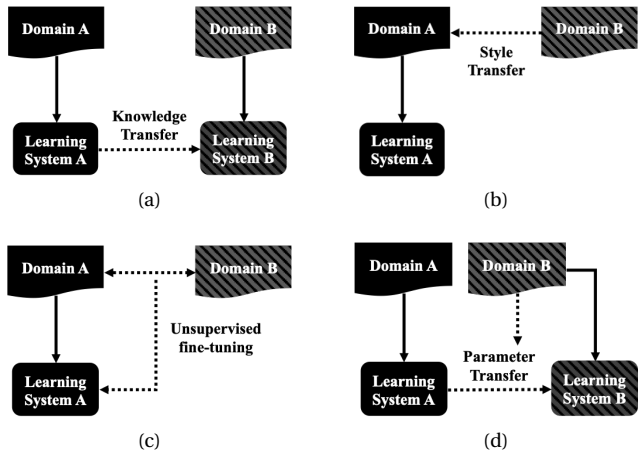 Domain A
Domain B
Knowledge
Transfer
Learning
System A
Learning
System B
(a)
Domain A
Domain B
Style
Transfer
Learning
System A
(b)
Domain A
Domain B
Unsupervised
fine-tuning
Learning
System A
(c)
Domain A
Domain B
Parameter
Transfer
Learning
System A
Learning
System B
(d)